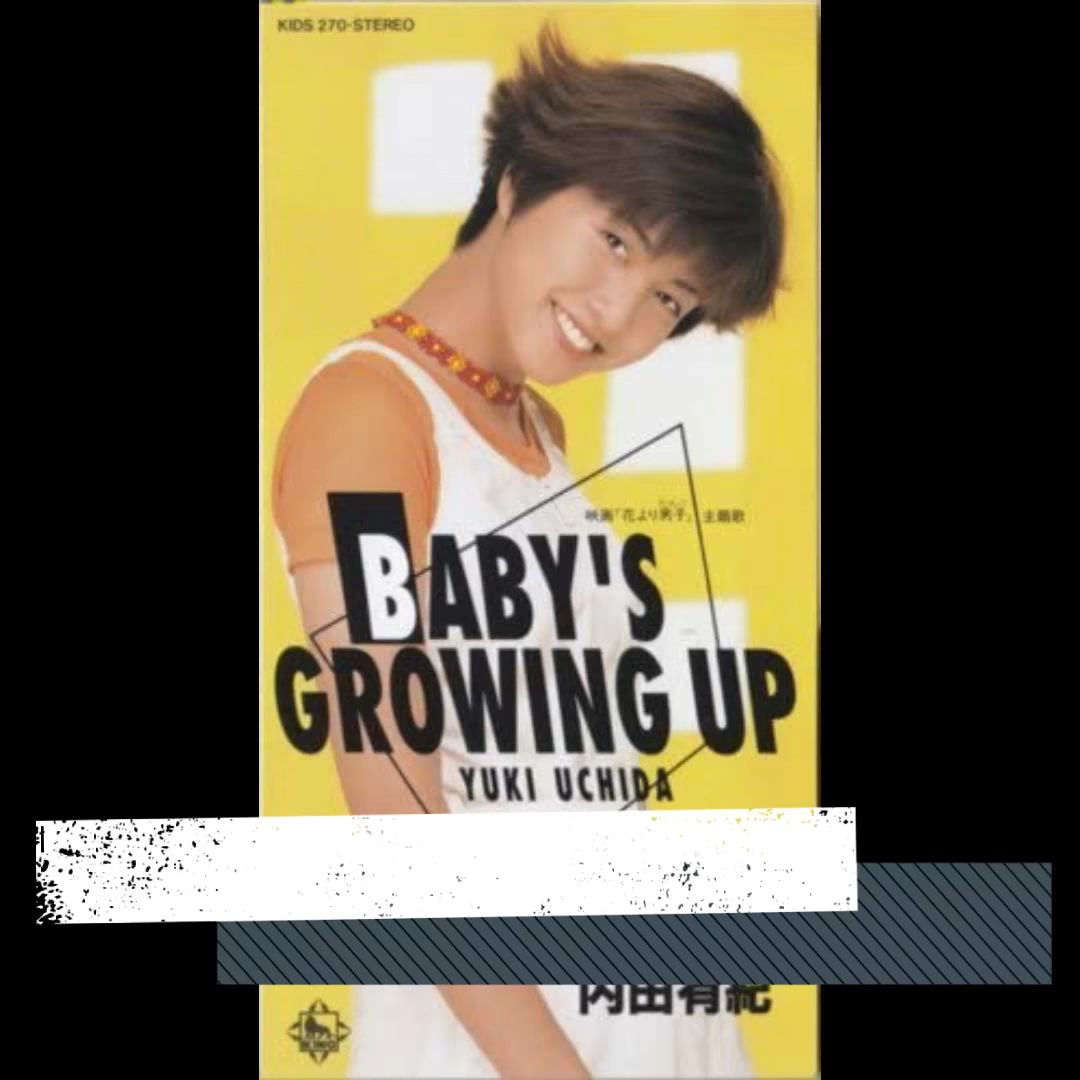 KIDS 270·STEREO
映画「花より男子」主題歌
BABY'S
GROWING UP
YUKI UCHIDA
内田有紀
KING